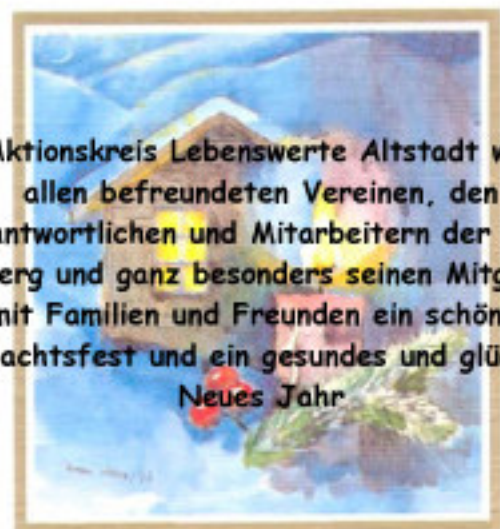 Aktionskreis Lebenswerte Altstadt w
allen befreundeten Vereinen, den
antwortlichen und Mitarbeitern der
erg und ganz besonders seinen Mitg
mit Familien und Freunden ein schön
achtsfest und ein gesundes und glü
Neues Jahr